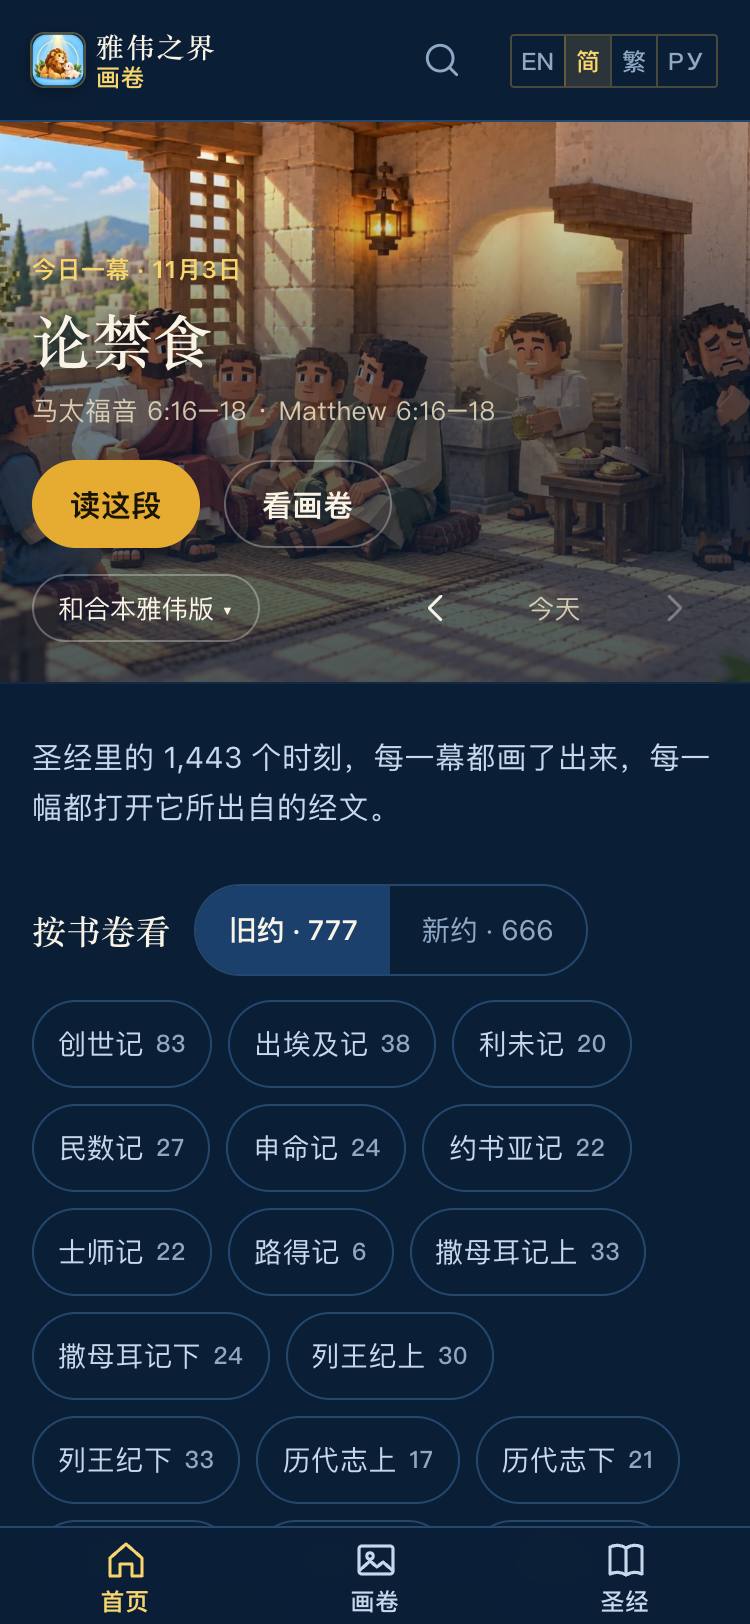 雅伟之界
画卷
EN 简 繁 РУ
今日一幕 · 11月3日
论禁食
马太福音 6:16–18 · Matthew 6:16–18
读这段 看画卷
和合本雅伟版 ▾ 今天
圣经里的 1,443 个时刻，每一幕都画了出来，每一
幅都打开它所出自的经文。
按书卷看 旧约 · 777 新约 · 666
创世记 83 出埃及记 38 利未记 20
民数记 27 申命记 24 约书亚记 22
士师记 22 路得记 6 撒母耳记上 33
撒母耳记下 24 列王纪上 30
列王纪下 33 历代志上 17 历代志下 21
首页 画卷 圣经